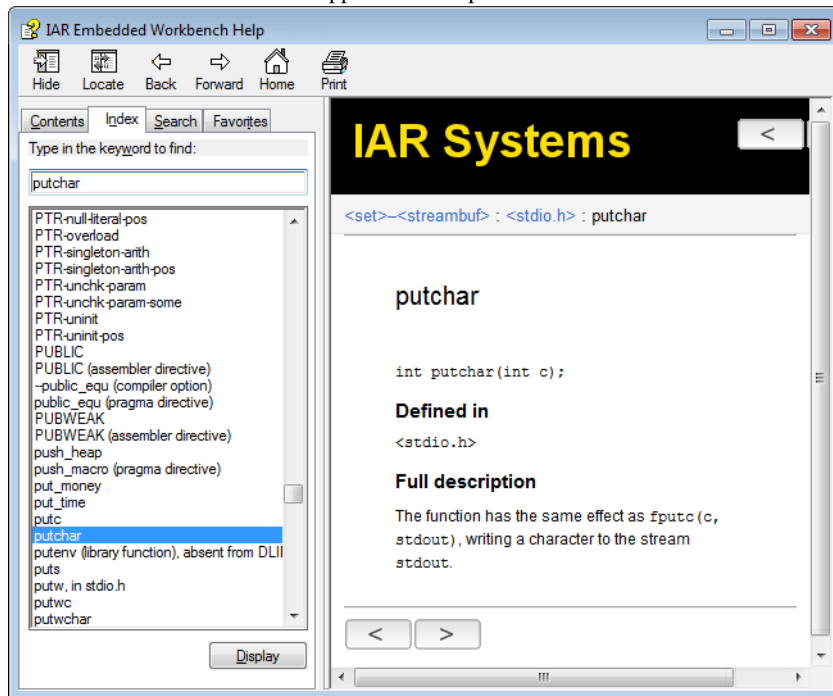 IAR Embedded Workbench Help
Hide Locate Back Forward Home Print
Contents Index Search Favorites
Type in the keyword to find:
putchar
PTR-null-literal-pos
PTR-overload
PTR-singleton-arith
PTR-singleton-arith-pos
PTR-unchk-param
PTR-unchk-param-some
PTR-uninit
PTR-uninit-pos
PUBLIC
PUBLIC (assembler directive)
--public_equ (compiler option)
public_equ (pragma directive)
PUBWEAK
PUBWEAK (assembler directive)
push_heap
push_macro (pragma directive)
put_money
put_time
putc
putchar
putenv (library function), absent from DLI
puts
putw, in stdio.h
putwc
putwchar
Display
IAR Systems
<
<set>–<streambuf> : <stdio.h> : putchar
putchar
int putchar(int c);
Defined in
<stdio.h>
Full description
The function has the same effect as fputc(c,
stdout), writing a character to the stream
stdout.
< >